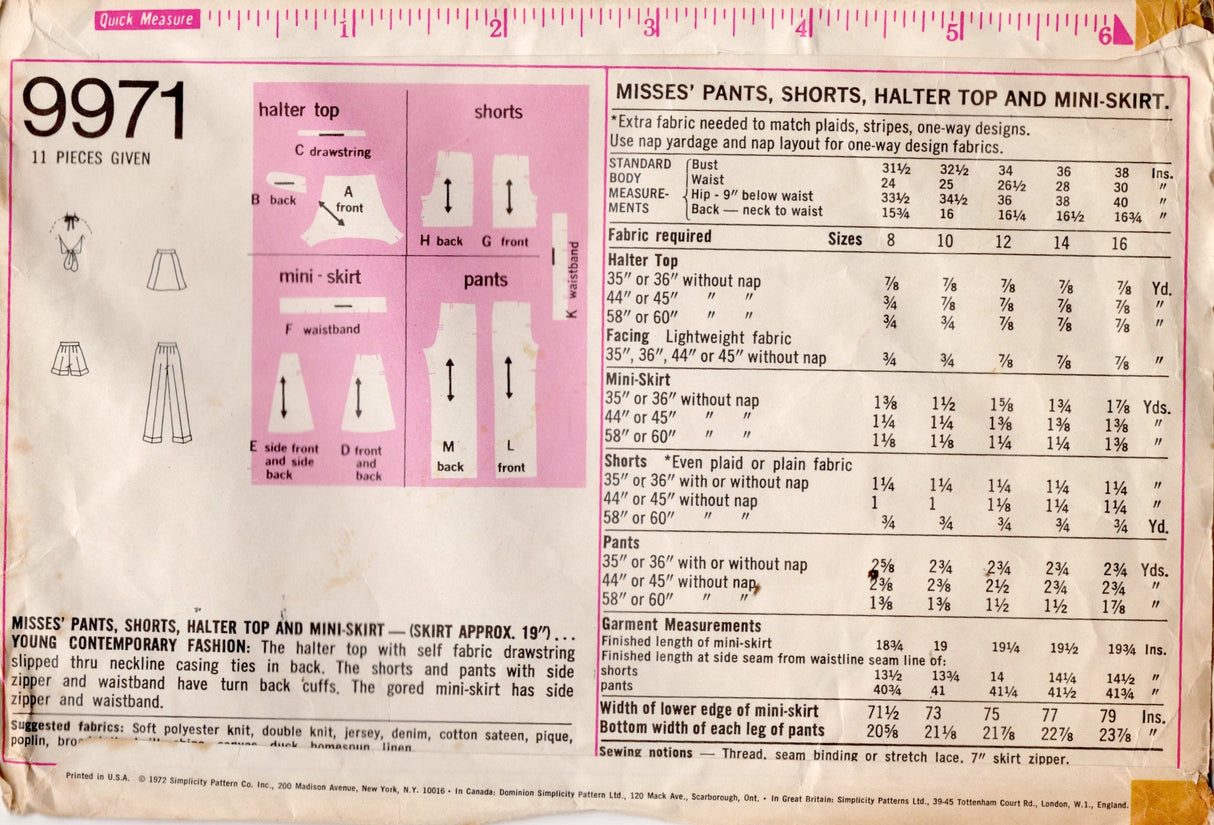 Quick Measure
1 2 3 4 5 6
9971
11 PIECES GIVEN
halter top
C drawstring
B back
A front
shorts
H back G front
K waistband
mini - skirt
F waistband
E side front and side back
D front and back
pants
M back
L front
MISSES' PANTS, SHORTS, HALTER TOP AND MINI-SKIRT — (SKIRT APPROX. 19")...
YOUNG CONTEMPORARY FASHION: The halter top with self fabric drawstring
slipped thru neckline casing ties in back. The shorts and pants with side
zipper and waistband have turn back cuffs. The gored mini-skirt has side
zipper and waistband.
Suggested fabrics: Soft polyester knit, double knit, jersey, denim, cotton sateen, pique,
poplin, canvas, duck, homespun, linen
MISSES' PANTS, SHORTS, HALTER TOP AND MINI-SKIRT.
*Extra fabric needed to match plaids, stripes, one-way designs.
Use nap yardage and nap layout for one-way design fabrics.
STANDARD BODY MEASURE- MENTS
Bust 31½ 32½ 34 36 38 Ins.
Waist 24 25 26½ 28 30 "
Hip - 9" below waist 33½ 34½ 36 38 40 "
Back — neck to waist 15¾ 16 16¼ 16½ 16¾ "
Fabric required Sizes 8 10 12 14 16
Halter Top
35" or 36" without nap ⅞ ⅞ ⅞ ⅞ ⅞ Yd.
44" or 45" " " ¾ ⅞ ⅞ ⅞ ⅞ "
58" or 60" " " ¾ ¾ ⅞ ⅞ ⅞ "
Facing Lightweight fabric
35", 36", 44" or 45" without nap ¾ ¾ ⅞ ⅞ ⅞ "
Mini-Skirt
35" or 36" without nap 1⅜ 1½ 1⅝ 1¾ 1⅞ Yds.
44" or 45" " " 1¼ 1¼ 1⅜ 1⅜ 1⅜ "
58" or 60" " " 1⅛ 1⅛ 1¼ 1¼ 1⅜ "
Shorts *Even plaid or plain fabric
35" or 36" with or without nap 1¼ 1¼ 1¼ 1¼ 1¼ "
44" or 45" without nap 1 1 1⅛ 1¼ 1¼ "
58" or 60" " " ¾ ¾ ¾ ¾ ¾ Yd.
Pants
35" or 36" with or without nap 2⅝ 2¾ 2¾ 2¾ 2¾ Yds.
44" or 45" without nap 2⅜ 2⅜ 2½ 2¾ 2¾ "
58" or 60" " " 1⅜ 1⅜ 1½ 1½ 1⅞ "
Garment Measurements
Finished length of mini-skirt 18¾ 19 19¼ 19½ 19¾ Ins.
Finished length at side seam from waistline seam line of:
shorts 13½ 13¾ 14 14¼ 14½ "
pants 40¾ 41 41¼ 41½ 41¾ "
Width of lower edge of mini-skirt 71½ 73 75 77 79 Ins.
Bottom width of each leg of pants 20⅝ 21⅛ 21⅞ 22⅞ 23⅞ "
Sewing notions — Thread, seam binding or stretch lace, 7" skirt zipper.
Printed in U.S.A. © 1972 Simplicity Pattern Co. Inc., 200 Madison Avenue, New York, N.Y. 10016 • In Canada: Dominion Simplicity Pattern Ltd., 120 Mack Ave., Scarborough, Ont. • In Great Britain: Simplicity Patterns Ltd., 39-45 Tottenham Court Rd., London, W.1., England.